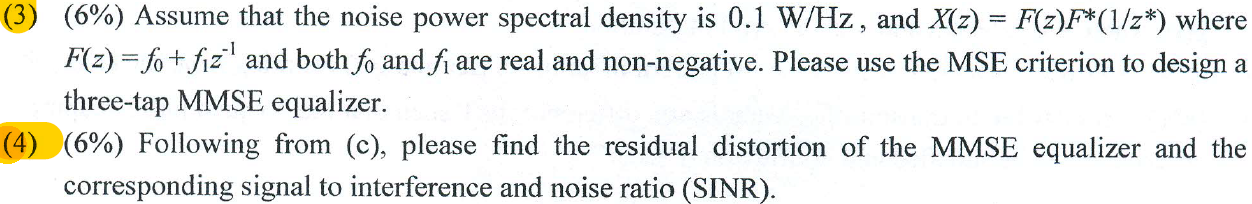 (3) (6%) Assume that the noise power spectral density is 0.1 W/Hz, and X(z) = F(z)F*(1/z*) where
F(z) = f₀ + f₁z⁻¹ and both f₀ and f₁ are real and non-negative. Please use the MSE criterion to design a
three-tap MMSE equalizer.
(4) (6%) Following from (c), please find the residual distortion of the MMSE equalizer and the
corresponding signal to interference and noise ratio (SINR).